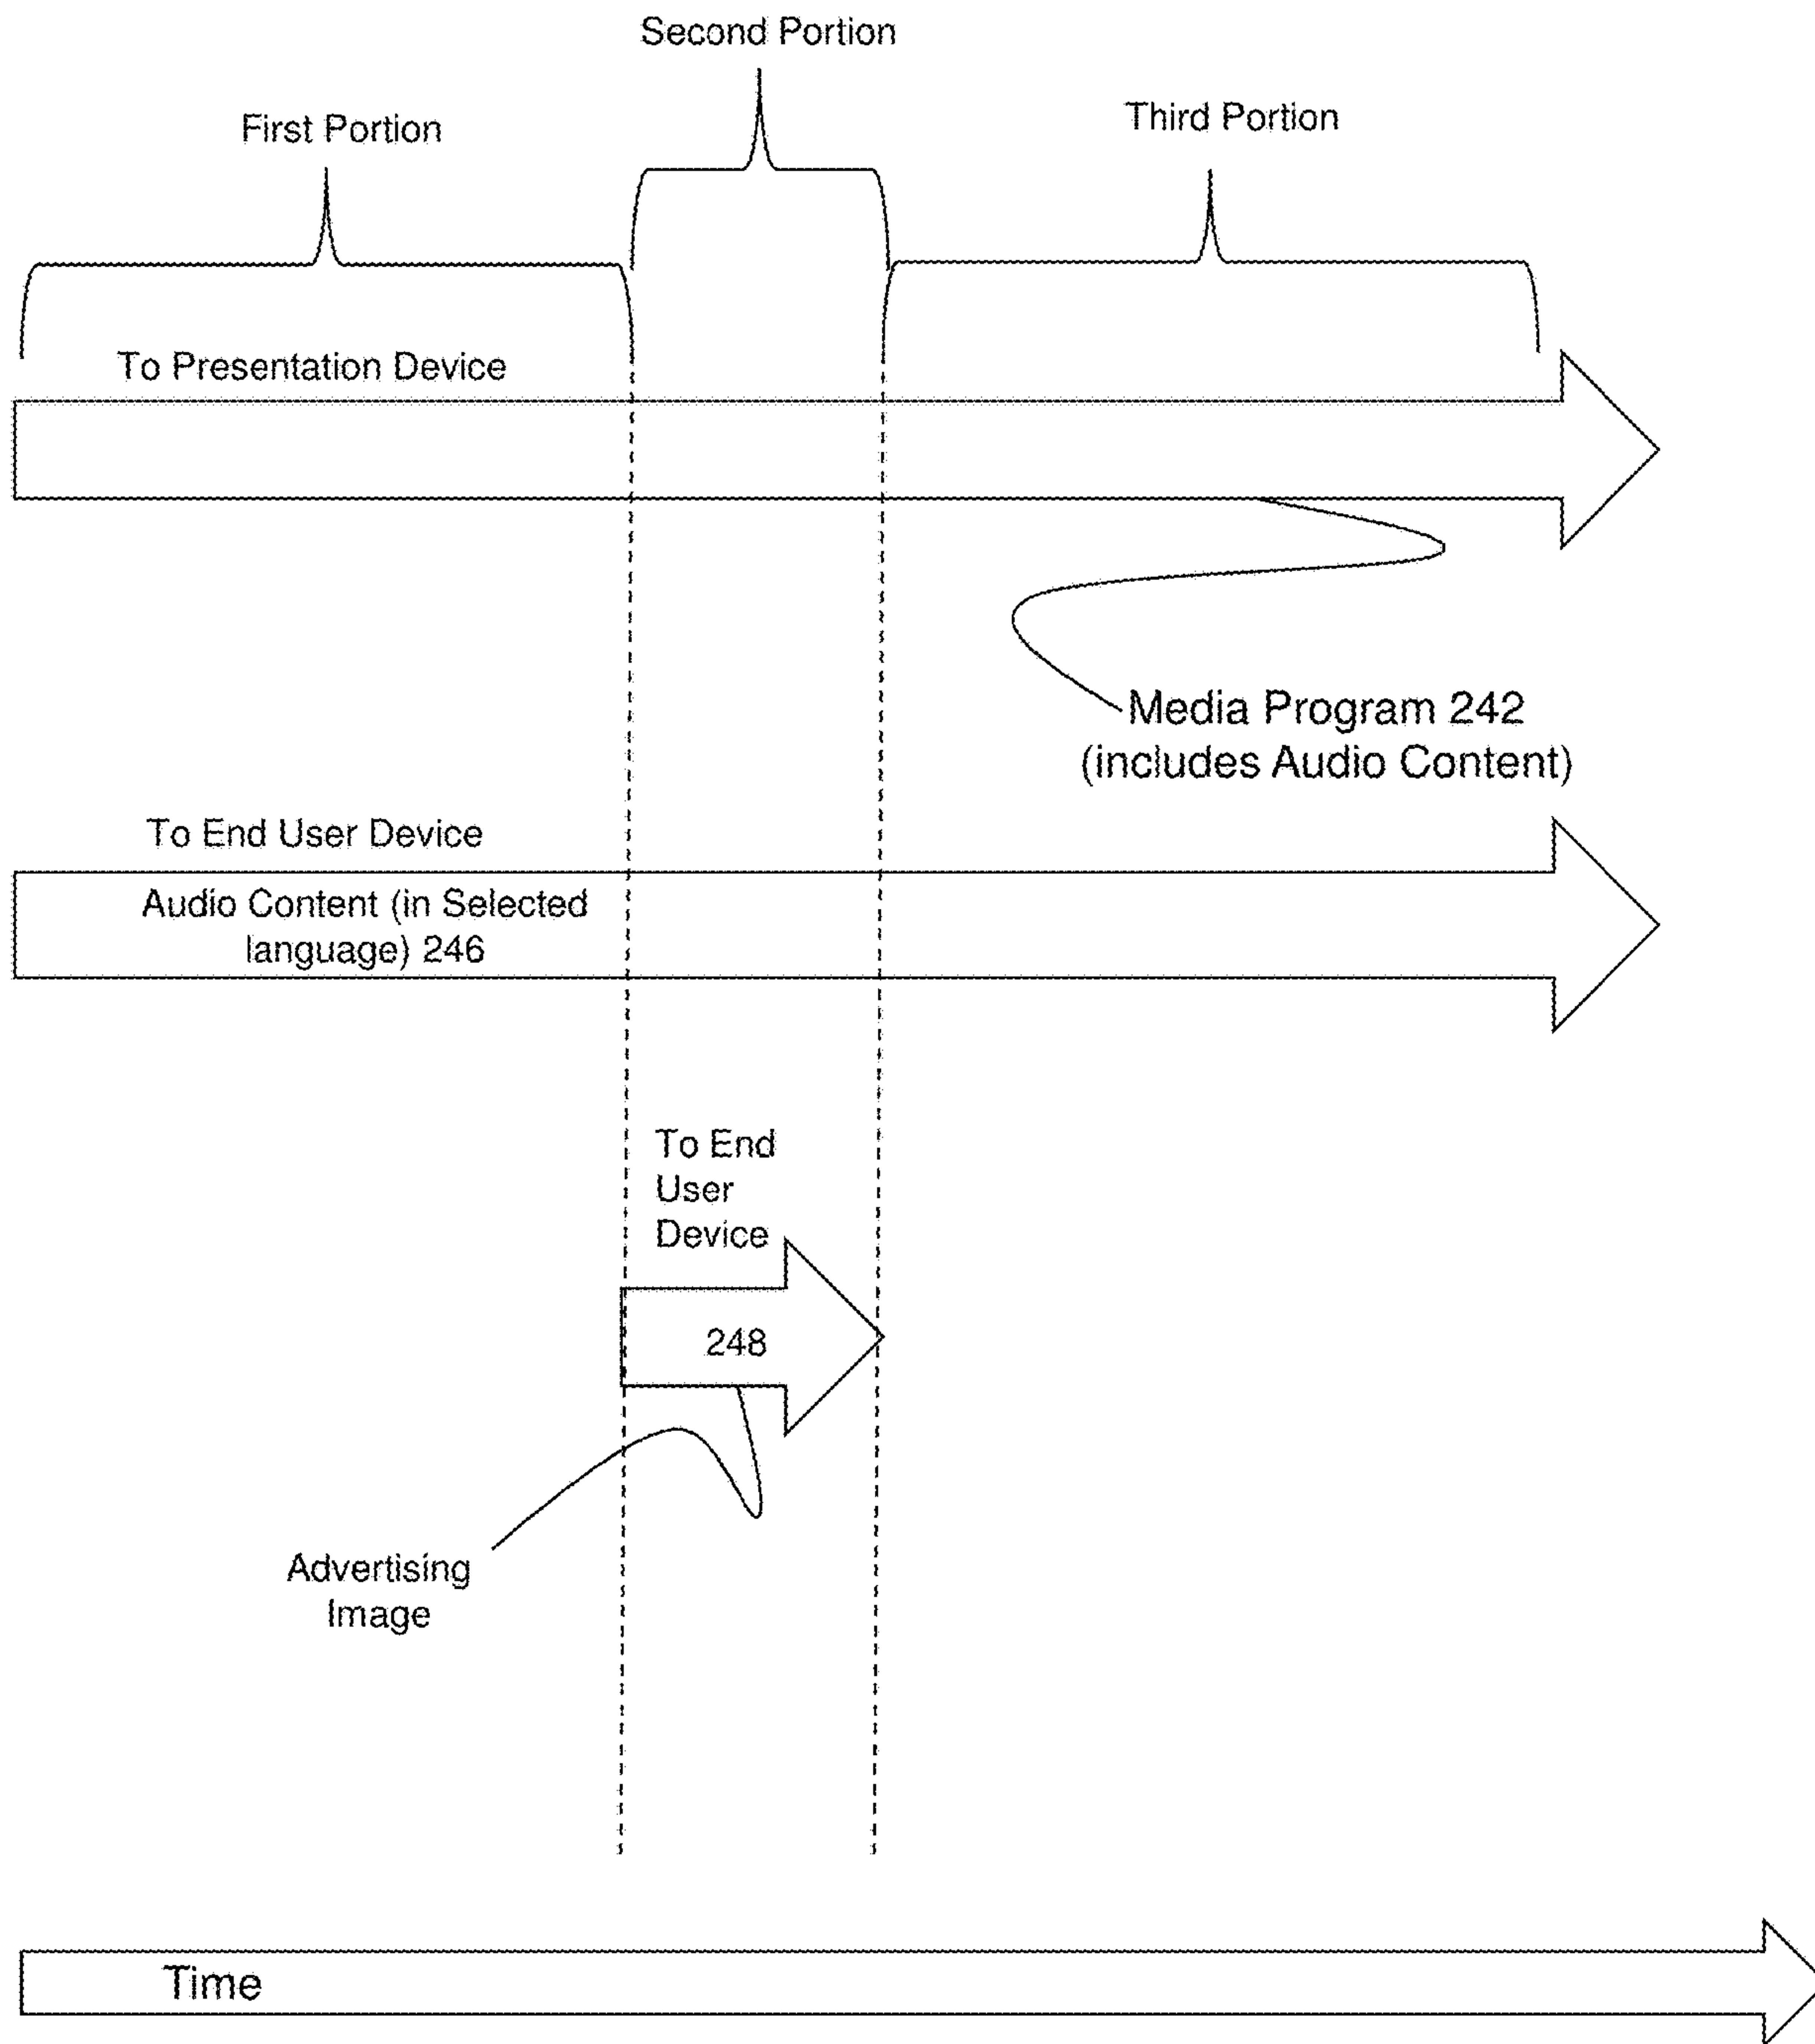 Second Portion
First Portion
Third Portion
To Presentation Device
Media Program 242
(includes Audio Content)
To End User Device
Audio Content (in Selected
language) 246
To End
User
Device
248
Advertising
Image
Time